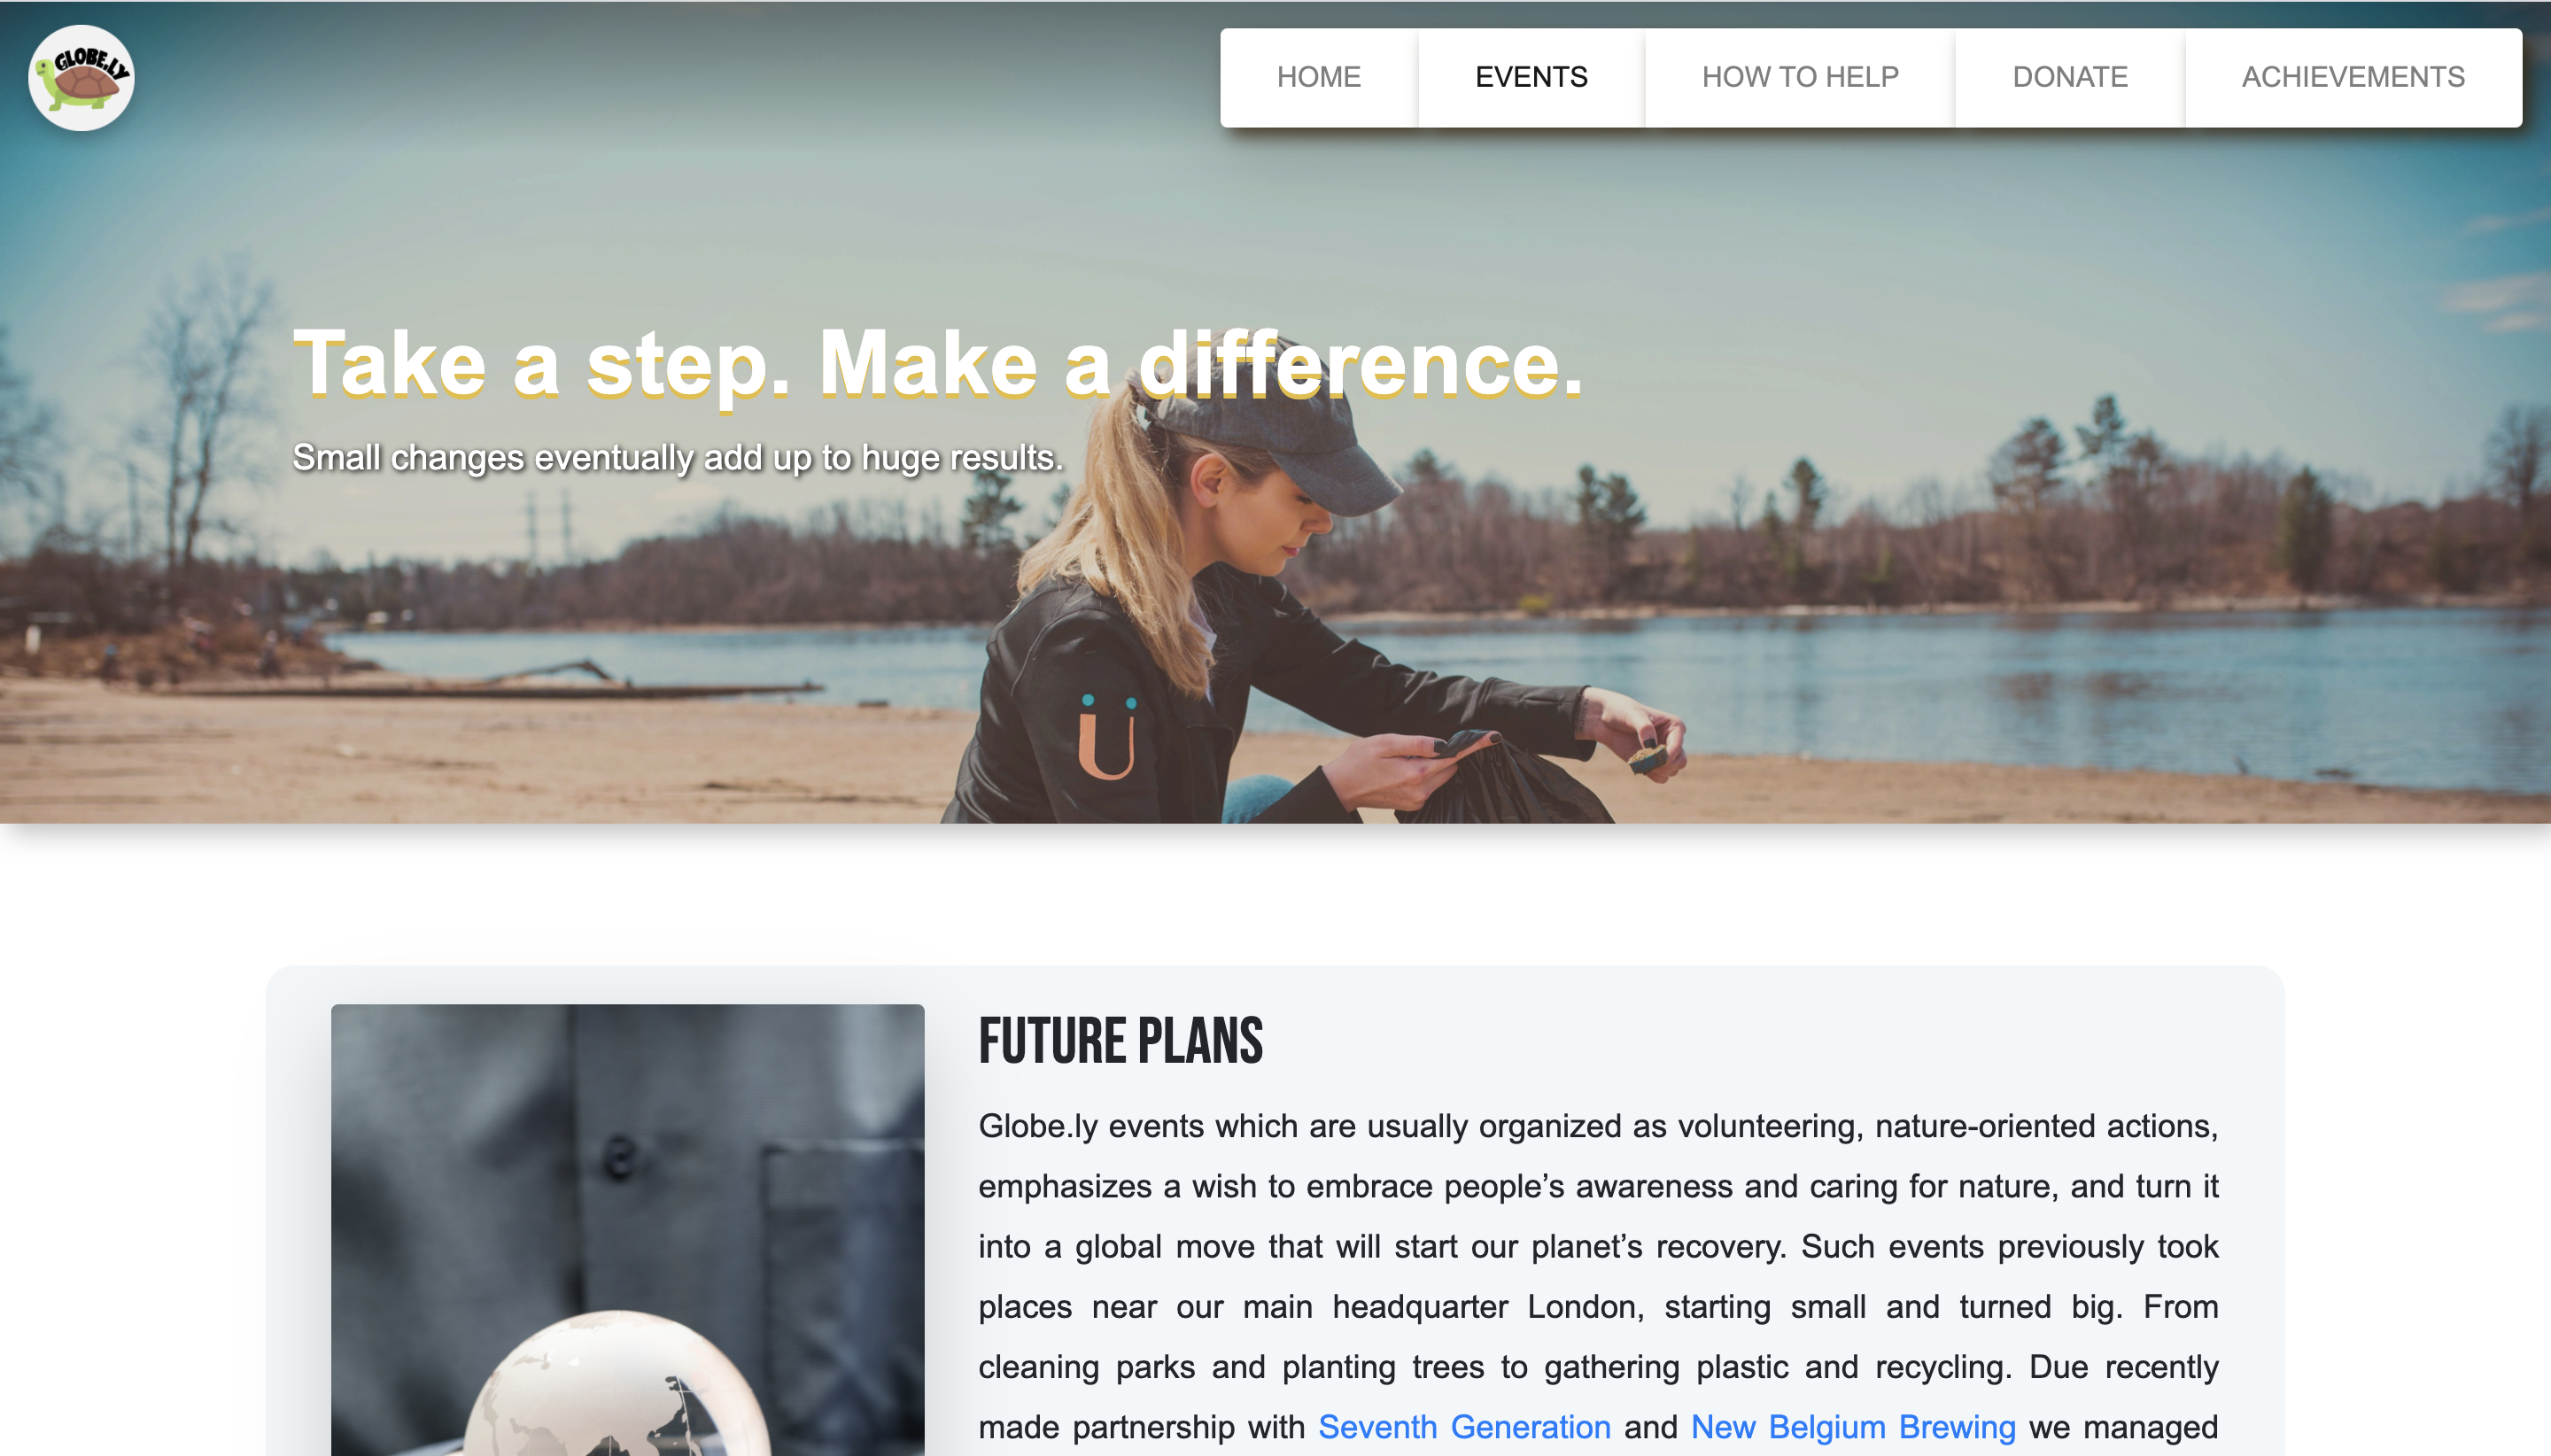 GLOBE.LY
HOME EVENTS HOW TO HELP DONATE ACHIEVEMENTS
Take a step. Make a difference.
Small changes eventually add up to huge results.
Ü
FUTURE PLANS
Globe.ly events which are usually organized as volunteering, nature-oriented actions,
emphasizes a wish to embrace people’s awareness and caring for nature, and turn it
into a global move that will start our planet’s recovery. Such events previously took
places near our main headquarter London, starting small and turned big. From
cleaning parks and planting trees to gathering plastic and recycling. Due recently
made partnership with Seventh Generation and New Belgium Brewing we managed